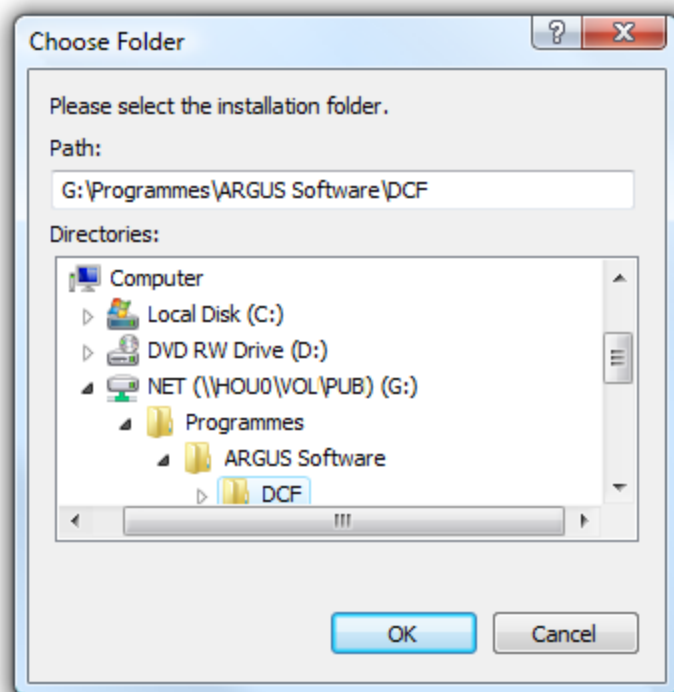 Choose Folder
Please select the installation folder.
Path:
G:\Programmes\ARGUS Software\DCF
Directories:
Computer
Local Disk (C:)
DVD RW Drive (D:)
NET (\\HOU0\VOL\PUB) (G:)
Programmes
ARGUS Software
DCF
OK Cancel